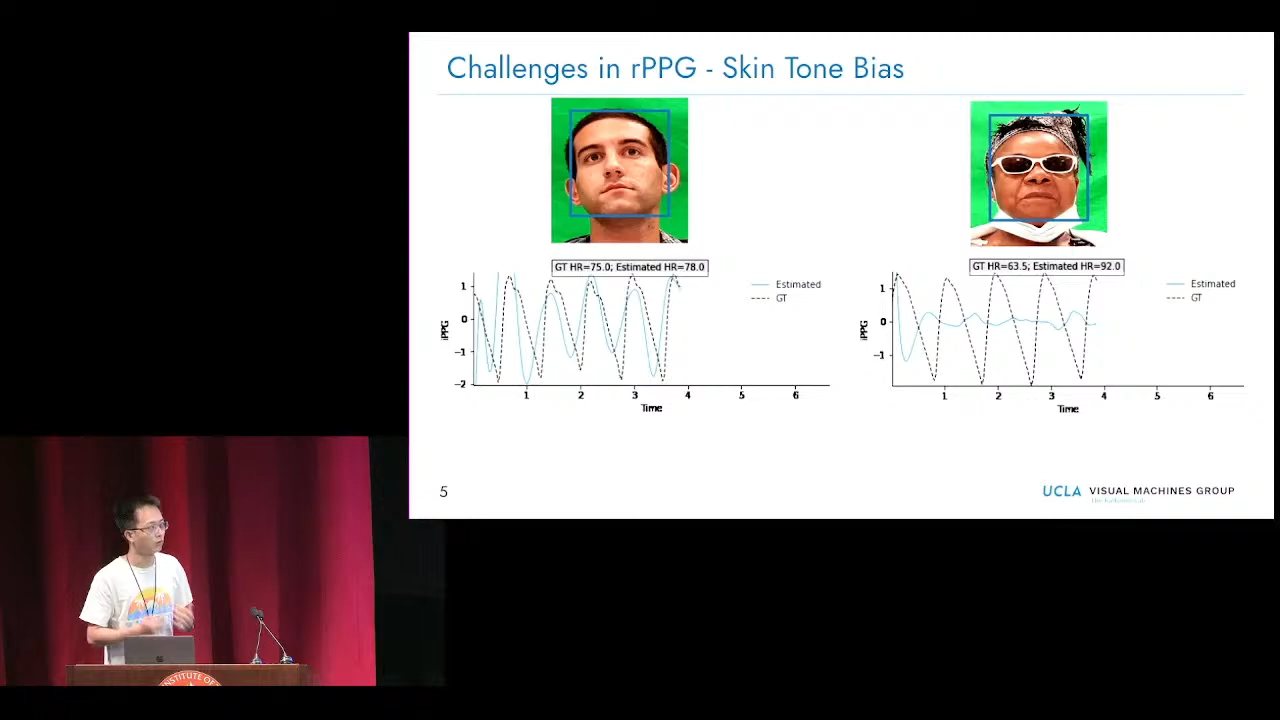 Challenges in rPPG - Skin Tone Bias
GT HR=75.0; Estimated HR=78.0
Estimated
GT
iPPG
1
0
−1
−2
1 2 3 4 5 6
Time
GT HR=63.5; Estimated HR=92.0
Estimated
GT
iPPG
1
0
−1
1 2 3 4 5 6
Time
5
UCLA VISUAL MACHINES GROUP